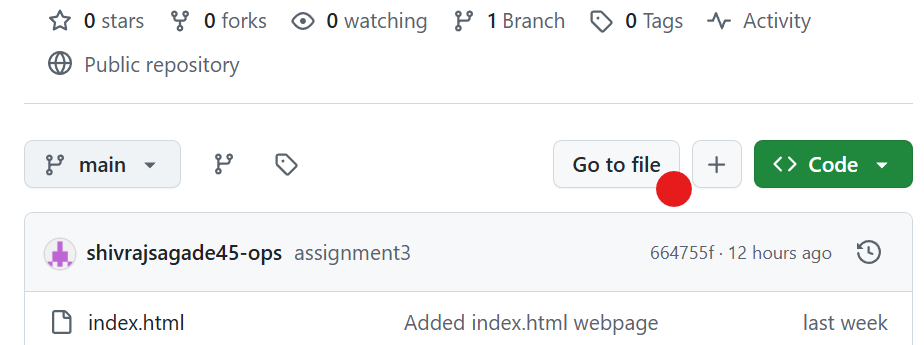 0 stars 0 forks 0 watching 1 Branch 0 Tags Activity
Public repository
main Go to file Code
shivrajsagade45-ops assignment3 664755f · 12 hours ago
index.html Added index.html webpage last week